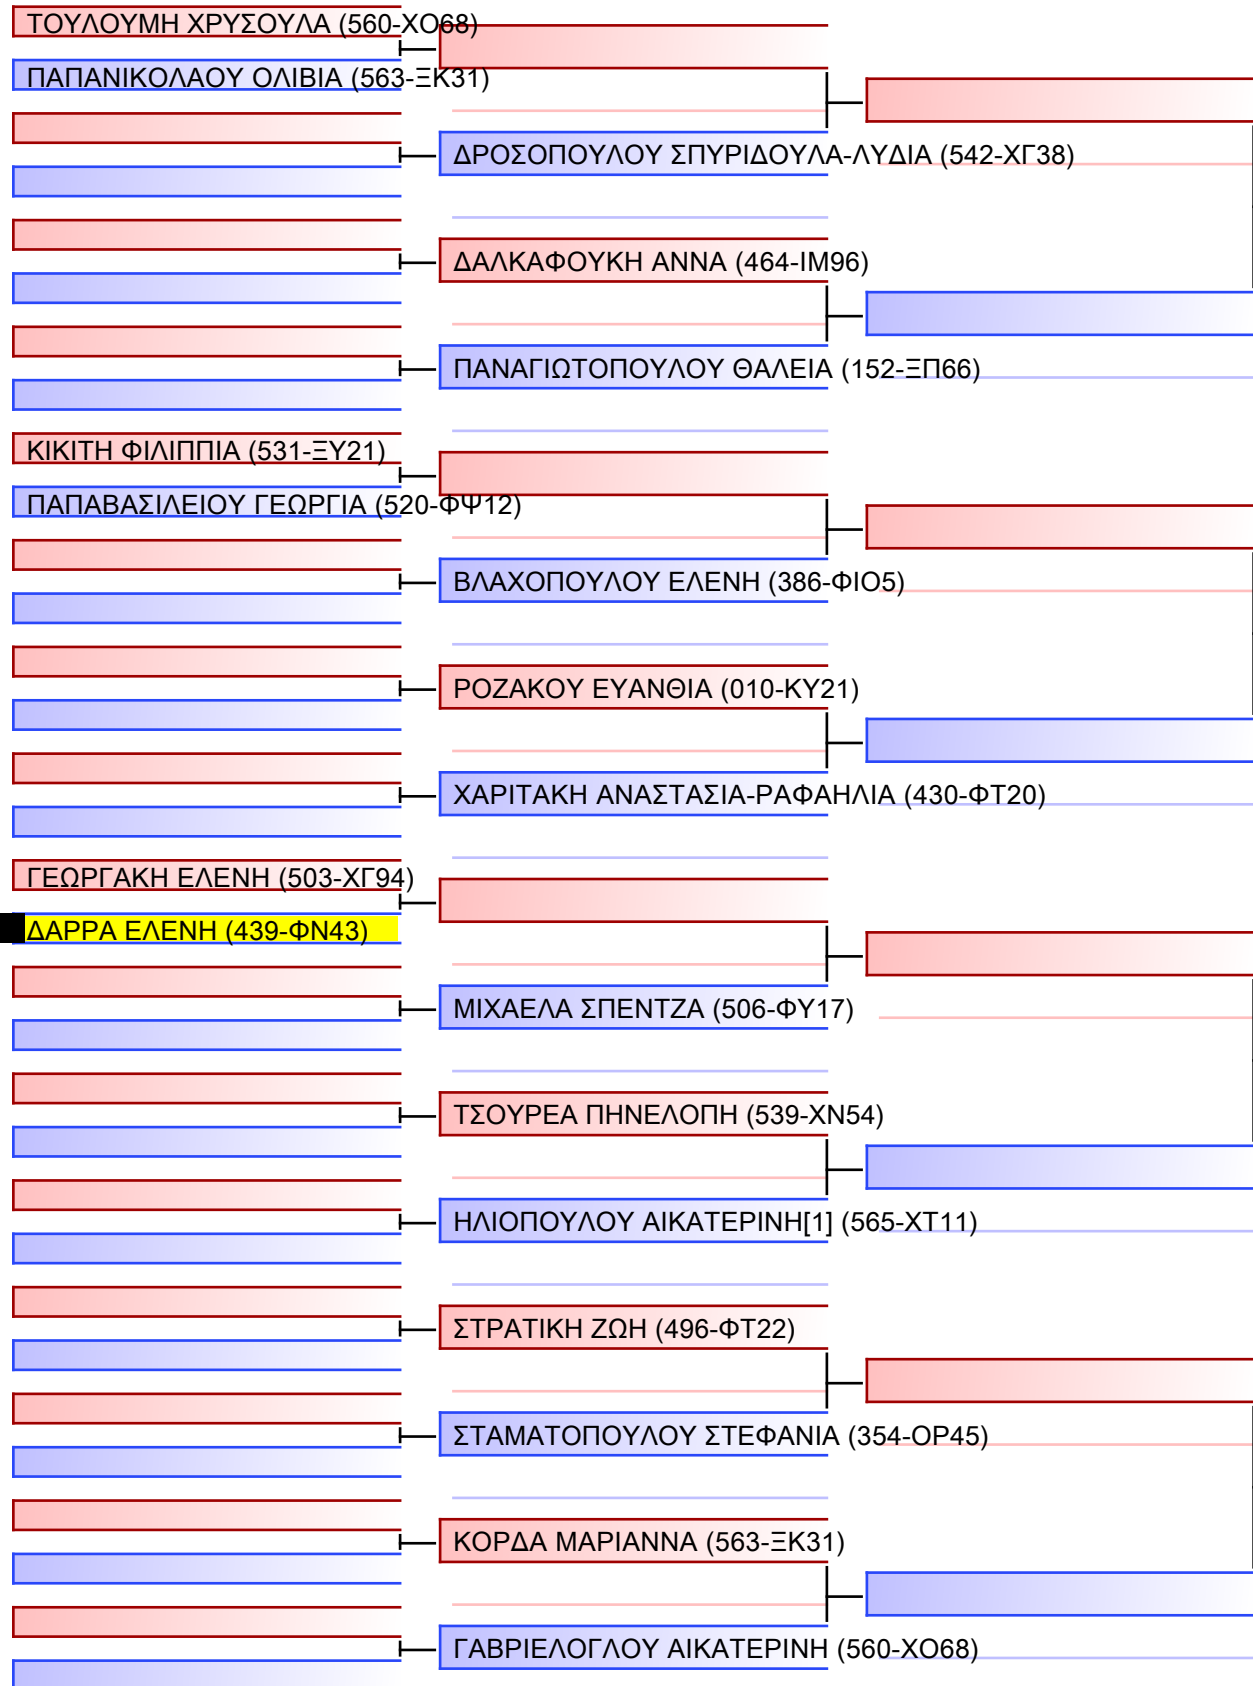 ΤΟΥΛΟΥΜΗ ΧΡΥΣΟΥΛΑ (560-ΧΟ68)
ΠΑΠΑΝΙΚΟΛΑΟΥ ΟΛΙΒΙΑ (563-ΞΚ31)
ΔΡΟΣΟΠΟΥΛΟΥ ΣΠΥΡΙΔΟΥΛΑ-ΛΥΔΙΑ (542-ΧΓ38)
ΔΑΛΚΑΦΟΥΚΗ ΑΝΝΑ (464-ΙΜ96)
ΠΑΝΑΓΙΩΤΟΠΟΥΛΟΥ ΘΑΛΕΙΑ (152-ΞΠ66)
ΚΙΚΙΤΗ ΦΙΛΙΠΠΙΑ (531-ΞΥ21)
ΠΑΠΑΒΑΣΙΛΕΙΟΥ ΓΕΩΡΓΙΑ (520-ΦΨ12)
ΒΛΑΧΟΠΟΥΛΟΥ ΕΛΕΝΗ (386-ΦΙΟ5)
ΡΟΖΑΚΟΥ ΕΥΑΝΘΙΑ (010-ΚΥ21)
ΧΑΡΙΤΑΚΗ ΑΝΑΣΤΑΣΙΑ-ΡΑΦΑΗΛΙΑ (430-ΦΤ20)
ΓΕΩΡΓΑΚΗ ΕΛΕΝΗ (503-ΧΓ94)
ΔΑΡΡΑ ΕΛΕΝΗ (439-ΦΝ43)
ΜΙΧΑΕΛΑ ΣΠΕΝΤΖΑ (506-ΦΥ17)
ΤΣΟΥΡΕΑ ΠΗΝΕΛΟΠΗ (539-ΧΝ54)
ΗΛΙΟΠΟΥΛΟΥ ΑΙΚΑΤΕΡΙΝΗ[1] (565-ΧΤ11)
ΣΤΡΑΤΙΚΗ ΖΩΗ (496-ΦΤ22)
ΣΤΑΜΑΤΟΠΟΥΛΟΥ ΣΤΕΦΑΝΙΑ (354-ΟΡ45)
ΚΟΡΔΑ ΜΑΡΙΑΝΝΑ (563-ΞΚ31)
ΓΑΒΡΙΕΛΟΓΛΟΥ ΑΙΚΑΤΕΡΙΝΗ (560-ΧΟ68)